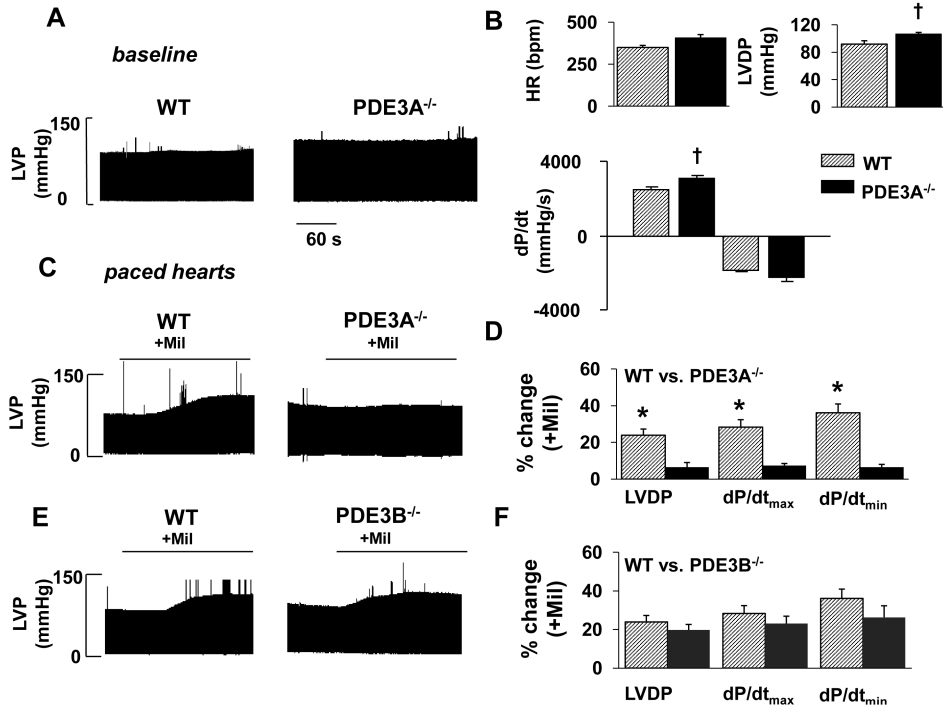 A
baseline
WT
PDE3A-/-
LVP
(mmHg)
150
0
60 s
B
HR (bpm)
500
250
0
LVDP
(mmHg)
120
80
40
0
†
dP/dt
(mmHg/s)
4000
0
-4000
†
WT
PDE3A-/-
C
paced hearts
WT
+Mil
PDE3A-/-
+Mil
LVP
(mmHg)
150
0
D
WT vs. PDE3A-/-
% change
(+Mil)
60
40
20
0
*
*
*
LVDP
dP/dtmax
dP/dtmin
E
WT
+Mil
PDE3B-/-
+Mil
LVP
(mmHg)
150
0
F
WT vs. PDE3B-/-
% change
(+Mil)
60
40
20
0
LVDP
dP/dtmax
dP/dtmin